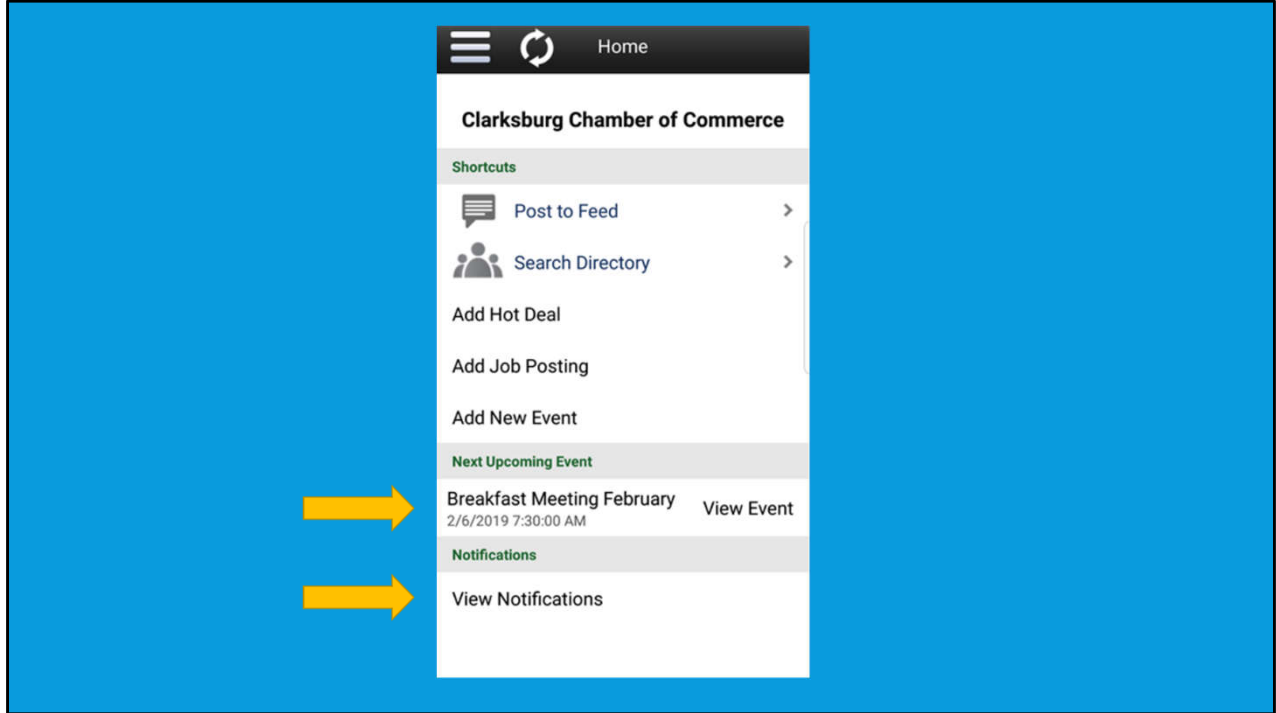 Home
Clarksburg Chamber of Commerce
Shortcuts
Post to Feed
Search Directory
Add Hot Deal
Add Job Posting
Add New Event
Next Upcoming Event
Breakfast Meeting February
2/6/2019 7:30:00 AM
View Event
Notifications
View Notifications